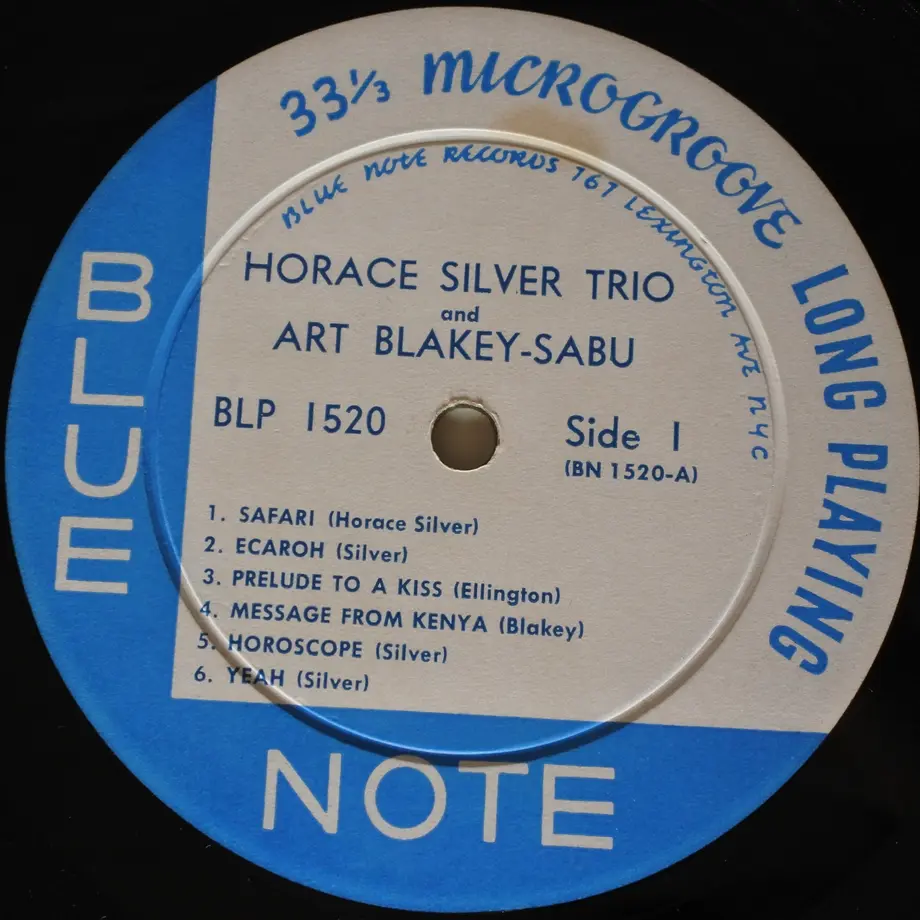 33⅓ MICROGROOVE LONG PLAYING
BLUE NOTE RECORDS 767 LEXINGTON AVE NYC
HORACE SILVER TRIO
and
ART BLAKEY-SABU
BLP 1520
Side 1
(BN 1520-A)
1. SAFARI (Horace Silver)
2. ECAROH (Silver)
3. PRELUDE TO A KISS (Ellington)
4. MESSAGE FROM KENYA (Blakey)
5. HOROSCOPE (Silver)
6. YEAH (Silver)
BLUE
NOTE